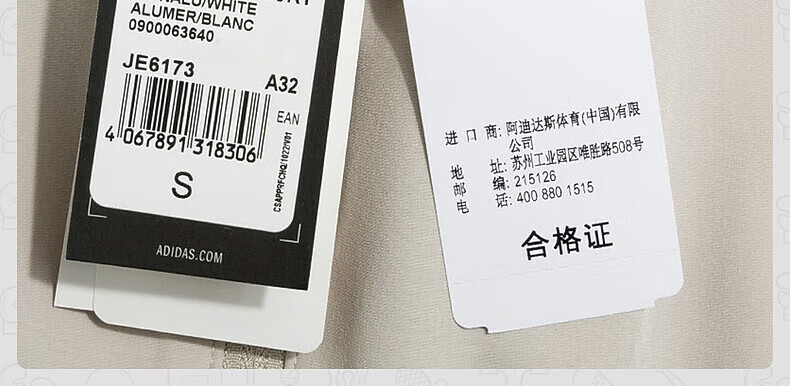 ALUMER/BLANC
0900063640
JE6173
A32
EAN
4 067891 318306
CSAPPRFCHQ/1022V01
S
ADIDAS.COM
进 口 商: 阿迪达斯体育(中国)有限
公司
地 址: 苏州工业园区唯胜路508号
邮 编: 215126
电 话: 400 880 1515
合格证